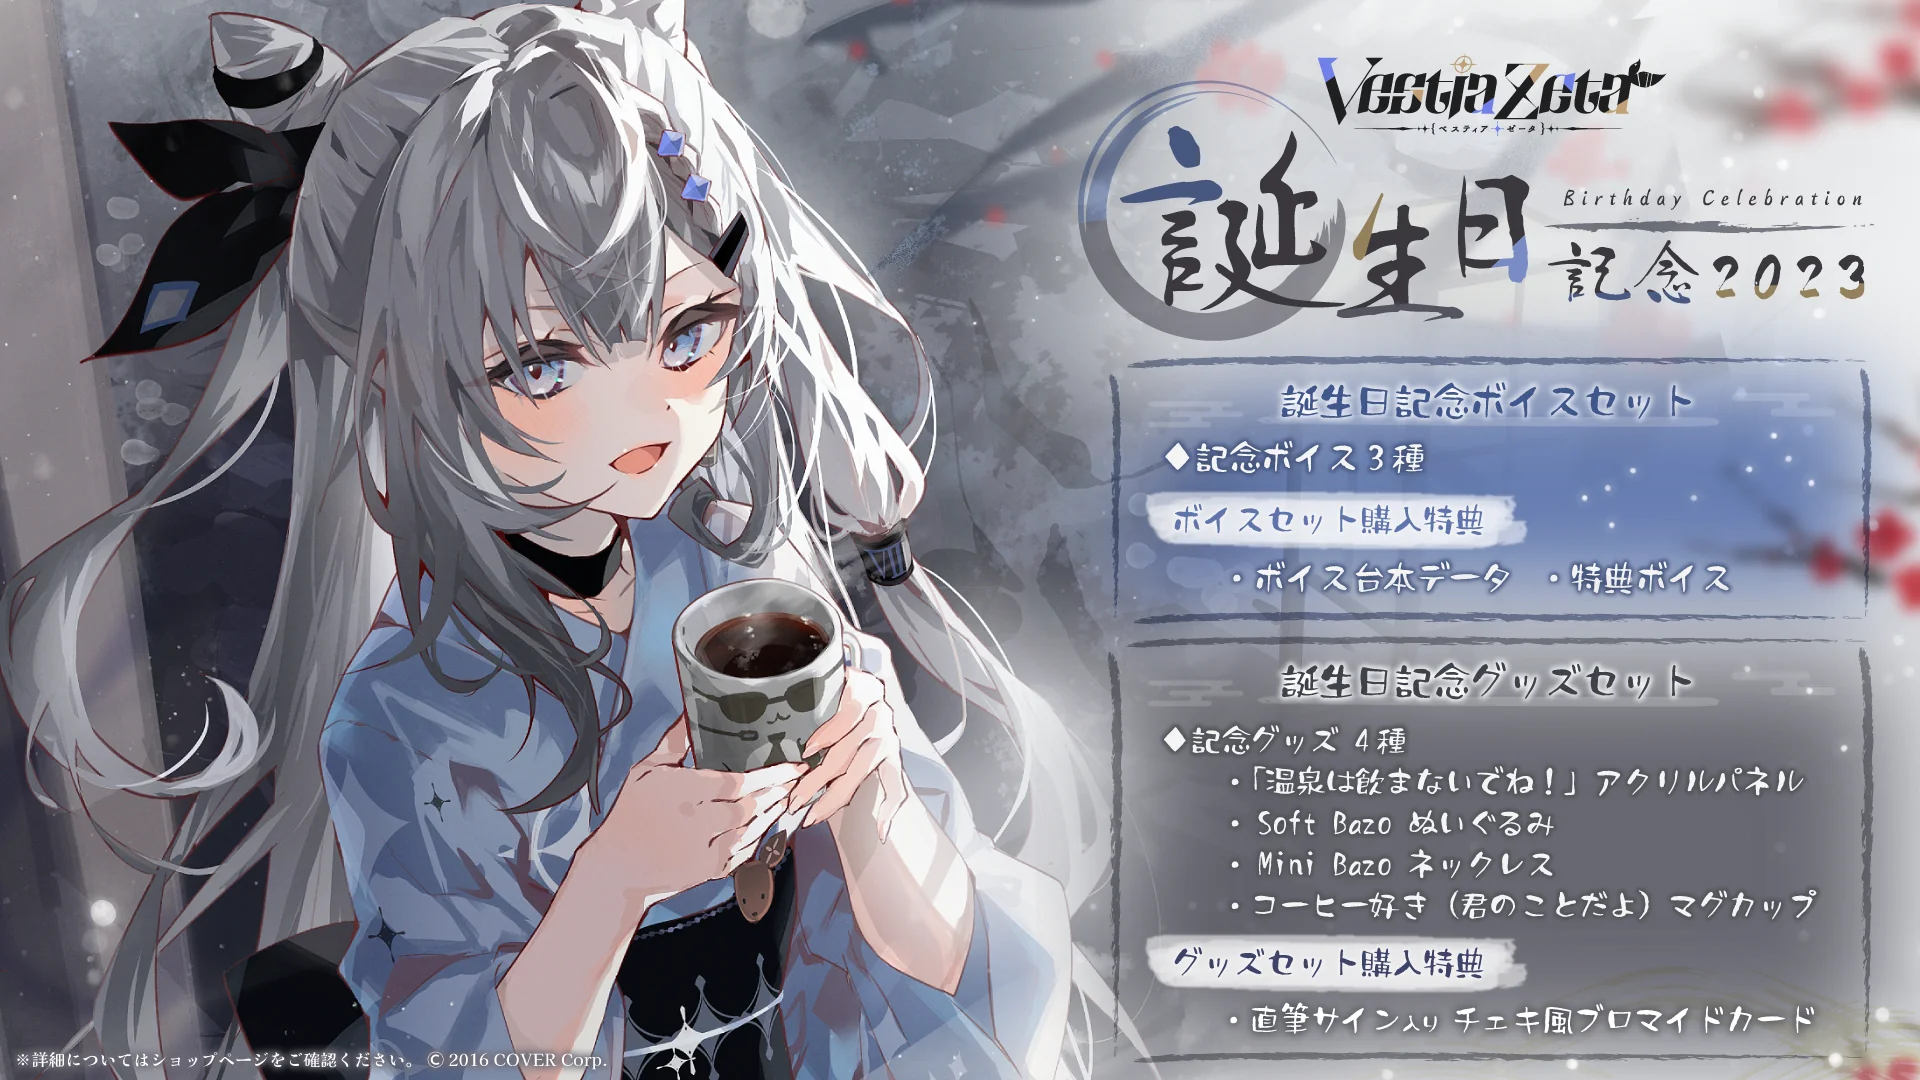 Vestia Zeta
ベスティア・ゼータ
誕生日
Birthday Celebration
記念2023
誕生日記念ボイスセット
◆記念ボイス3種
ボイスセット購入特典
・ボイス台本データ ・特典ボイス
誕生日記念グッズセット
◆記念グッズ 4種
・「温泉は飲まないでね！」アクリルパネル
・Soft Bazo ぬいぐるみ
・Mini Bazo ネックレス
・コーヒー好き（君のことだよ）マグカップ
グッズセット購入特典
・直筆サイン入り チェキ風ブロマイドカード
VII
※詳細についてはショップページをご確認ください。 © 2016 COVER Corp.